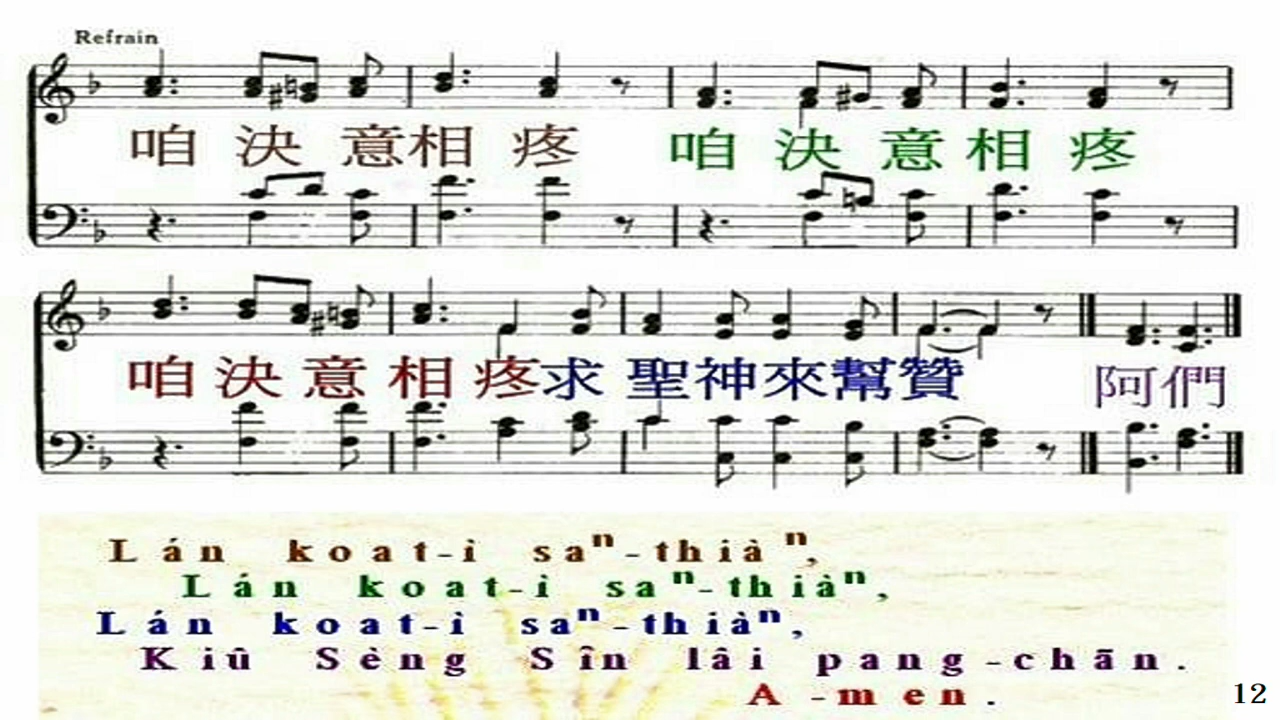 Refrain
咱 決 意相 疼 咱 決 意 相 疼
咱 決 意 相 疼求 聖神來幫贊 阿們
Lán koat-ì saⁿ-thiàⁿ,
Lán koat-ì saⁿ-thiàⁿ,
Lán koat-ì saⁿ-thiàⁿ,
Kiû Sèng Sîn lâi pang-chān.
A-men.
12